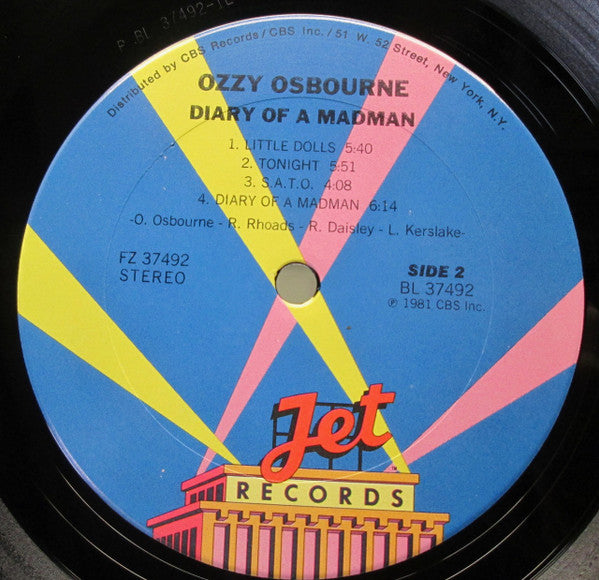 P BL 37492-1L
Distributed by CBS Records/CBS Inc./51 W. 52 Street, New York, N.Y.
OZZY OSBOURNE
DIARY OF A MADMAN
1. LITTLE DOLLS 5:40
2. TONIGHT 5:51
3. S.A.T.O. 4:08
4. DIARY OF A MADMAN 6:14
-O. Osbourne - R. Rhoads - R. Daisley - L. Kerslake-
FZ 37492
STEREO
SIDE 2
BL 37492
℗ 1981 CBS Inc.
Jet
RECORDS